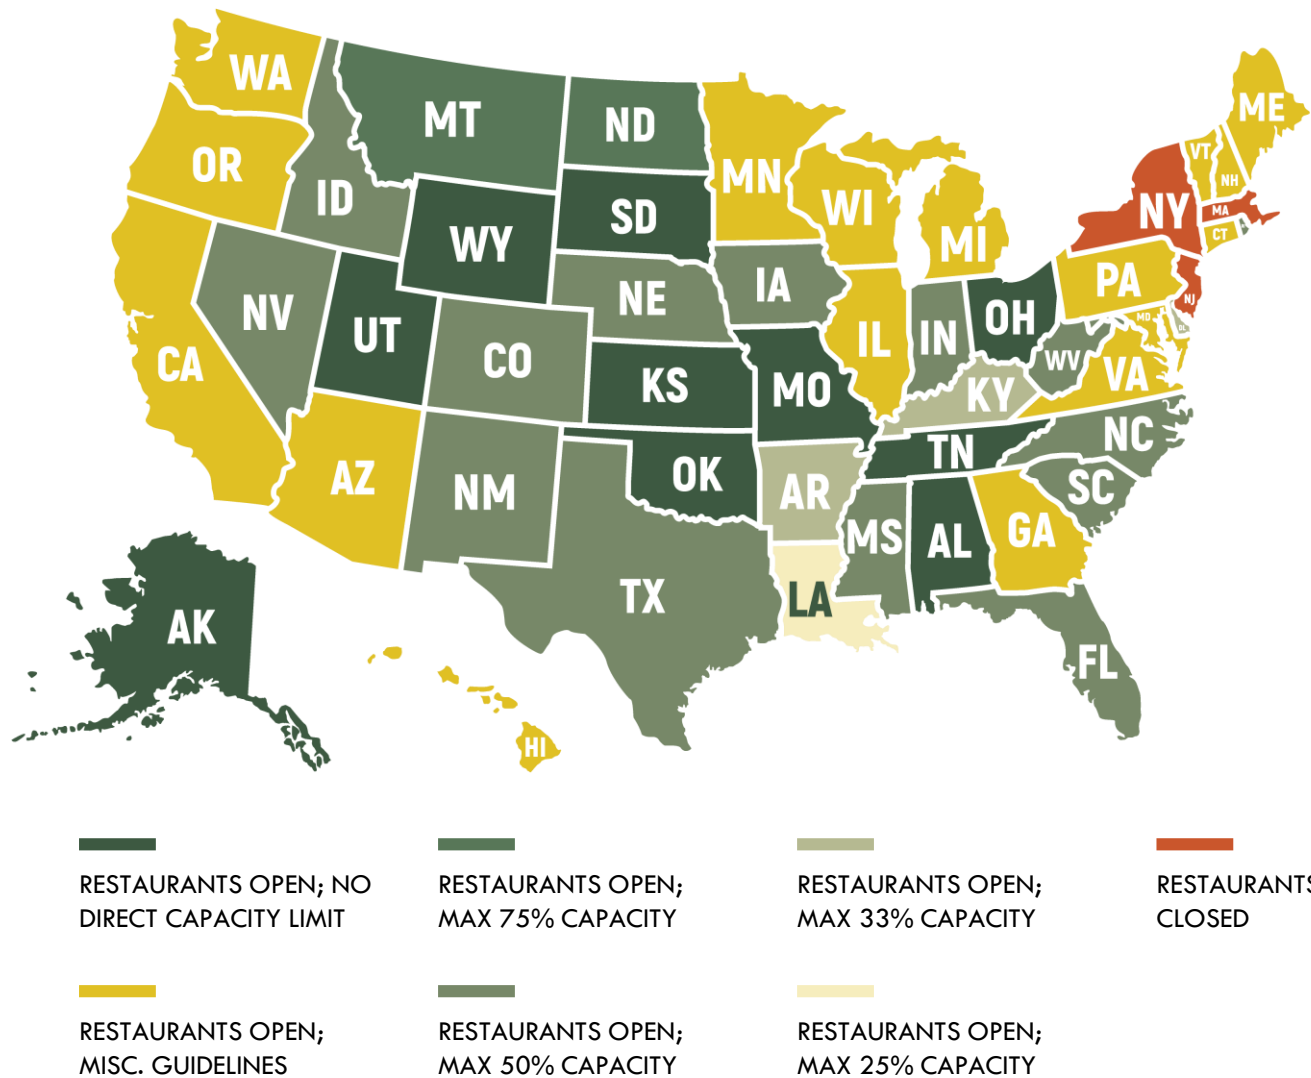 WA
MT
ND
ME
OR
ID
MN
VT
NH
WI
SD
NY
MA
WY
MI
CT
NE
IA
PA
NJ
NV
UT
CO
IN
OH
MD
DL
IL
WV
CA
KS
MO
KY
VA
NC
AZ
NM
OK
TN
AR
SC
MS
AL
GA
TX
LA
AK
FL
HI
RESTAURANTS OPEN; NO
DIRECT CAPACITY LIMIT
RESTAURANTS OPEN;
MAX 75% CAPACITY
RESTAURANTS OPEN;
MAX 33% CAPACITY
RESTAURANTS
CLOSED
RESTAURANTS OPEN;
MISC. GUIDELINES
RESTAURANTS OPEN;
MAX 50% CAPACITY
RESTAURANTS OPEN;
MAX 25% CAPACITY